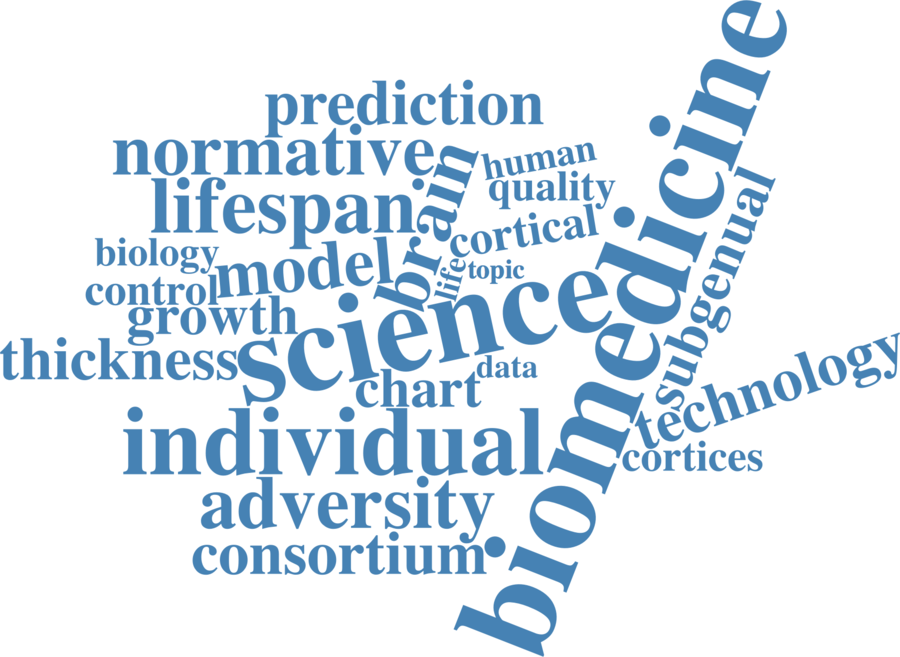 prediction
normative
lifespan
brain
human
quality
cortical
biology
model
life
topic
control
growth
science
thickness
data
chart
biomedicine
subgenual
technology
cortices
individual
adversity
consortium